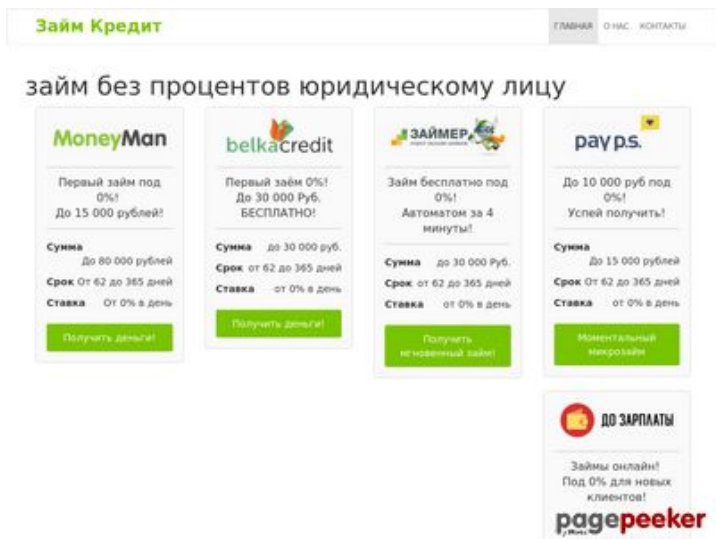 Займ Кредит
ГЛАВНАЯ О НАС. КОНТАКТЫ
займ без процентов юридическому лицу
MoneyMan
Первый займ под
0%!
До 15 000 рублей!
Сумма
До 80 000 рублей
Срок От 62 до 365 дней
Ставка От 0% в день
Получить деньги!
belkacredit
Первый заём 0%!
До 30 000 Руб.
БЕСПЛАТНО!
Сумма до 30 000 руб.
Срок от 62 до 365 дней
Ставка от 0% в день
Получить деньги!
ЗАЙМЕР
Займ бесплатно под
0%!
Автоматом за 4
минуты!
Сумма до 30 000 Руб.
Срок от 62 до 365 дней
Ставка от 0% в день
Получить
мгновенный займ!
pay p.s.
До 10 000 руб под
0%!
Успей получить!
Сумма
До 15 000 рублей
Срок От 62 до 365 дней
Ставка от 0% в день
Моментальный
микрозайм
ДО ЗАРПЛАТЫ
Займы онлайн!
Под 0% для новых
клиентов!
pagepeeker